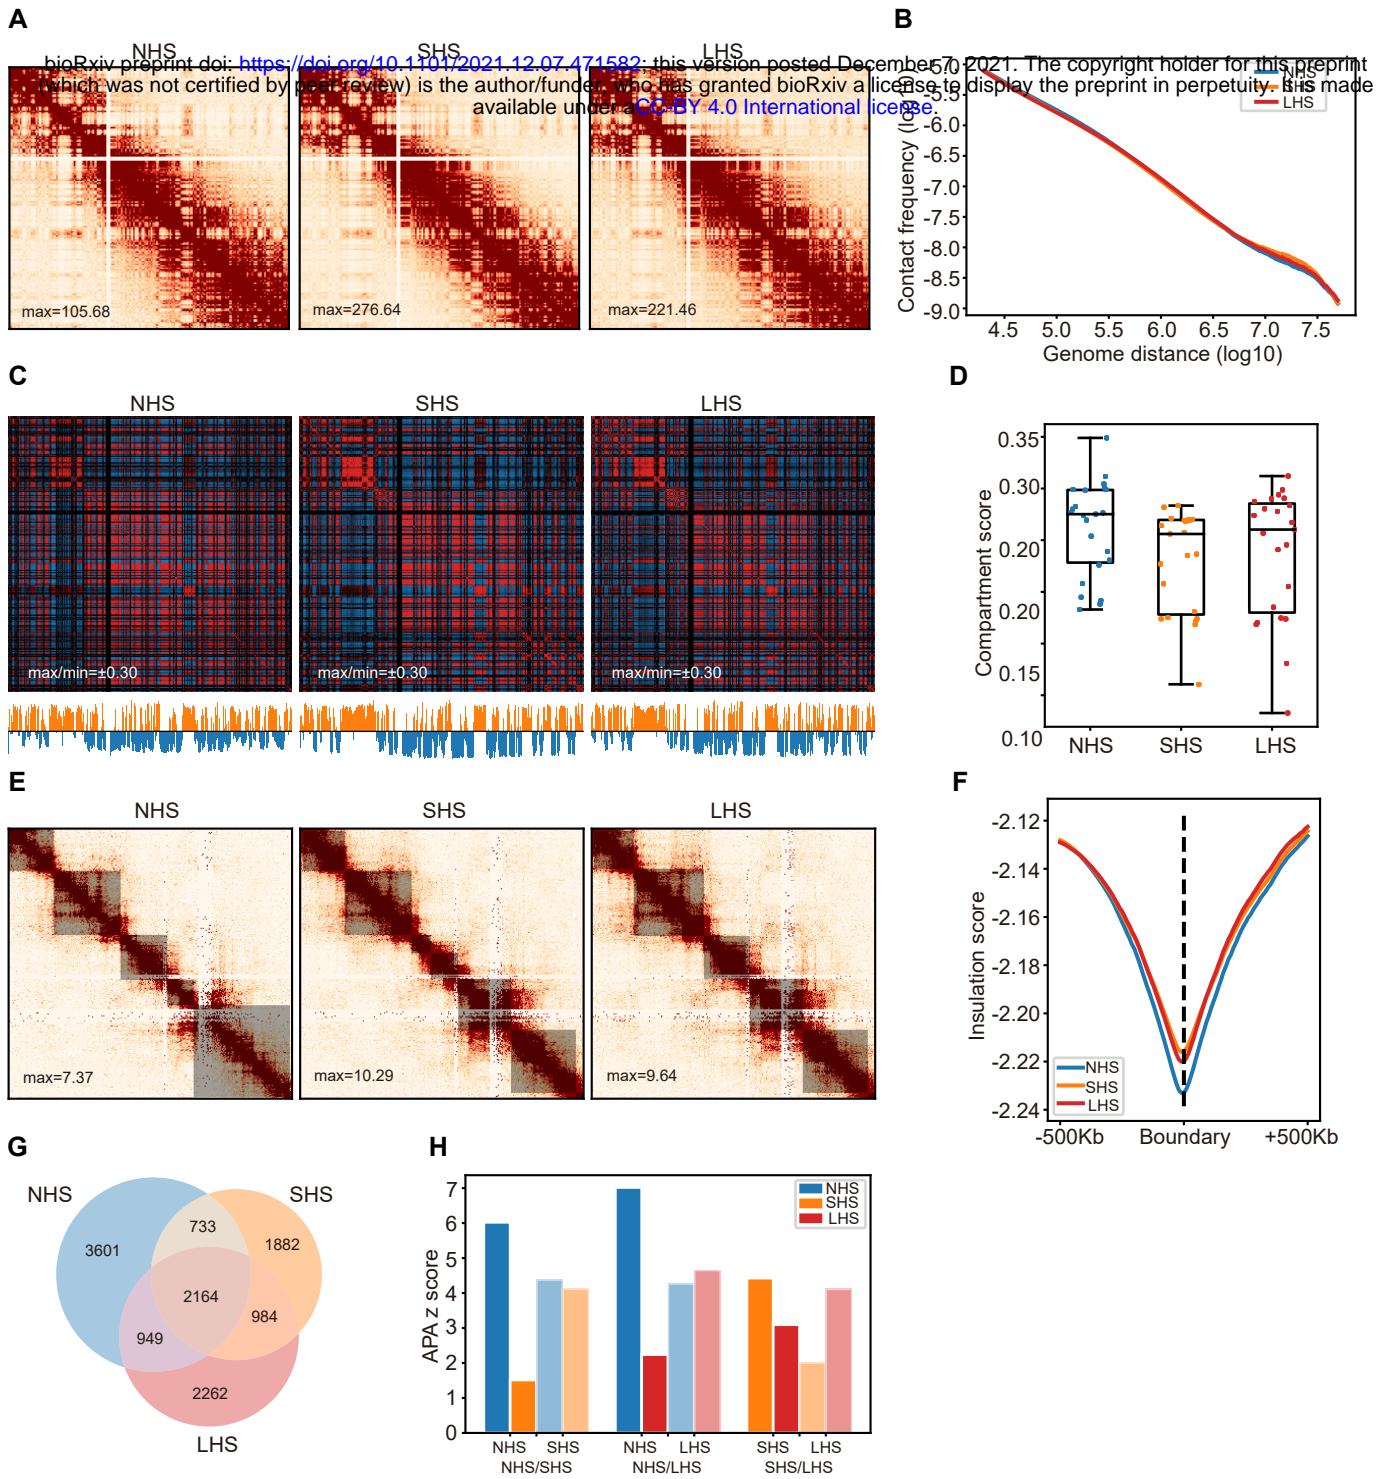 A
B
NHS
SHS
LHS
bioRxiv preprint doi: https://doi.org/10.1101/2021.12.07.471582; this version posted December 7, 2021. The copyright holder for this preprint
(which was not certified by peer review) is the author/funder, who has granted bioRxiv a license to display the preprint in perpetuity. It is made
available under aCC-BY 4.0 International license.
max=105.68
max=276.64
max=221.46
NHS
SHS
LHS
Contact frequency (log10)
-5.0
-5.5
-6.0
-6.5
-7.0
-7.5
-8.0
-8.5
-9.0
4.5 5.0 5.5 6.0 6.5 7.0 7.5
Genome distance (log10)
C
D
NHS
SHS
LHS
max/min=±0.30
max/min=±0.30
max/min=±0.30
Compartment score
0.35
0.30
0.20
0.20
0.15
0.10
NHS SHS LHS
E
F
NHS
SHS
LHS
max=7.37
max=10.29
max=9.64
Insulation score
-2.12
-2.14
-2.16
-2.18
-2.20
-2.22
-2.24
NHS
SHS
LHS
-500Kb Boundary +500Kb
G
H
NHS
SHS
733
3601
1882
2164
984
949
2262
LHS
APA z score
7
6
5
4
3
2
1
0
NHS
SHS
LHS
NHS SHS NHS LHS SHS LHS
NHS/SHS NHS/LHS SHS/LHS